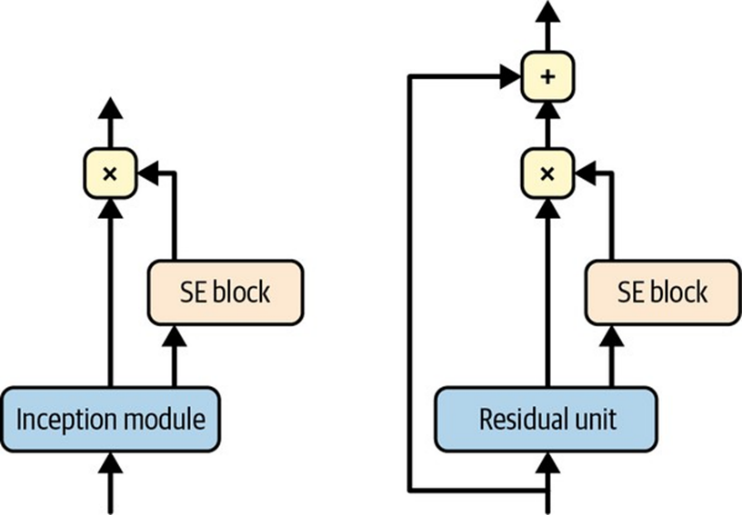 +
×
×
SE block
SE block
Inception module
Residual unit